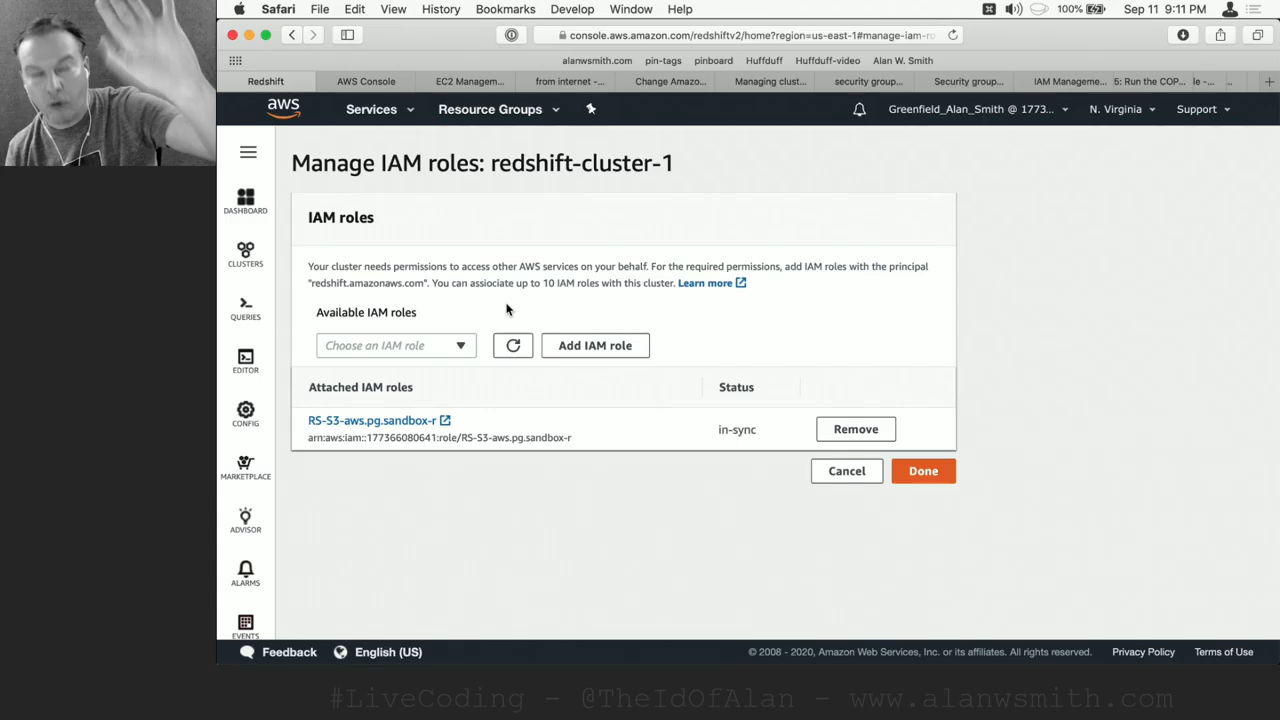 Safari File Edit View History Bookmarks Develop Window Help 100% Sep 11 9:11 PM
console.aws.amazon.com/redshiftv2/home?region=us-east-1#manage-iam-ro
alanwsmith.com pin-tags pinboard Huffduff Huffduff-video Alan W. Smith
Redshift AWS Console EC2 Managem... from internet -... Change Amazo... Managing clust... security group... Security group... IAM Manageme... 5: Run the COP... le -...
aws Services Resource Groups Greenfield_Alan_Smith @ 1773... N. Virginia Support
Manage IAM roles: redshift-cluster-1
DASHBOARD
CLUSTERS
QUERIES
EDITOR
CONFIG
MARKETPLACE
ADVISOR
ALARMS
EVENTS
IAM roles
Your cluster needs permissions to access other AWS services on your behalf. For the required permissions, add IAM roles with the principal
"redshift.amazonaws.com". You can assiociate up to 10 IAM roles with this cluster. Learn more
Available IAM roles
Choose an IAM role Add IAM role
Attached IAM roles Status
RS-S3-aws.pg.sandbox-r
arn:aws:iam::177366080641:role/RS-S3-aws.pg.sandbox-r in-sync Remove
Cancel Done
Feedback English (US) © 2008 - 2020, Amazon Web Services, Inc. or its affiliates. All rights reserved. Privacy Policy Terms of Use
#LiveCoding - @TheIdOfAlan - www.alanwsmith.com